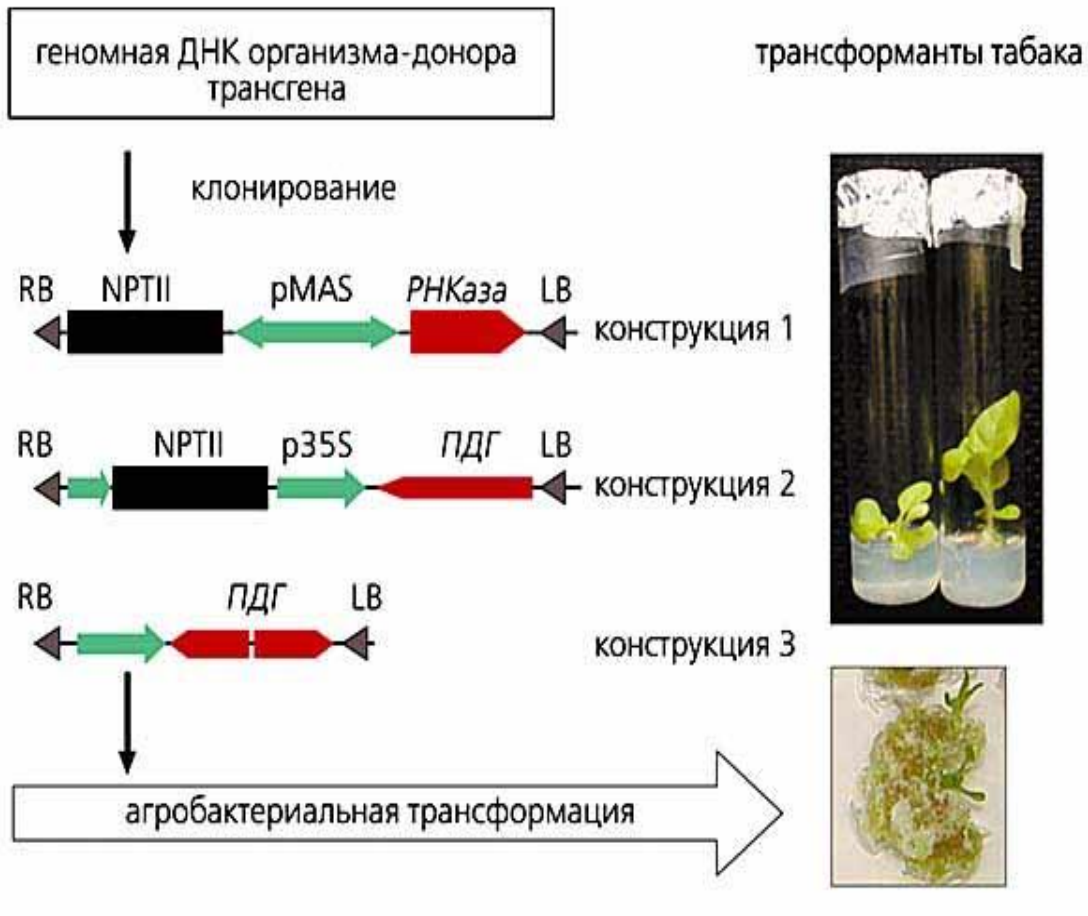 геномная ДНК организма-донора
трансгена
трансформанты табака
клонирование
RB NPTII pMAS РНКаза LB
конструкция 1
RB NPTII p35S ПДГ LB
конструкция 2
RB ПДГ LB
конструкция 3
агробактериальная трансформация